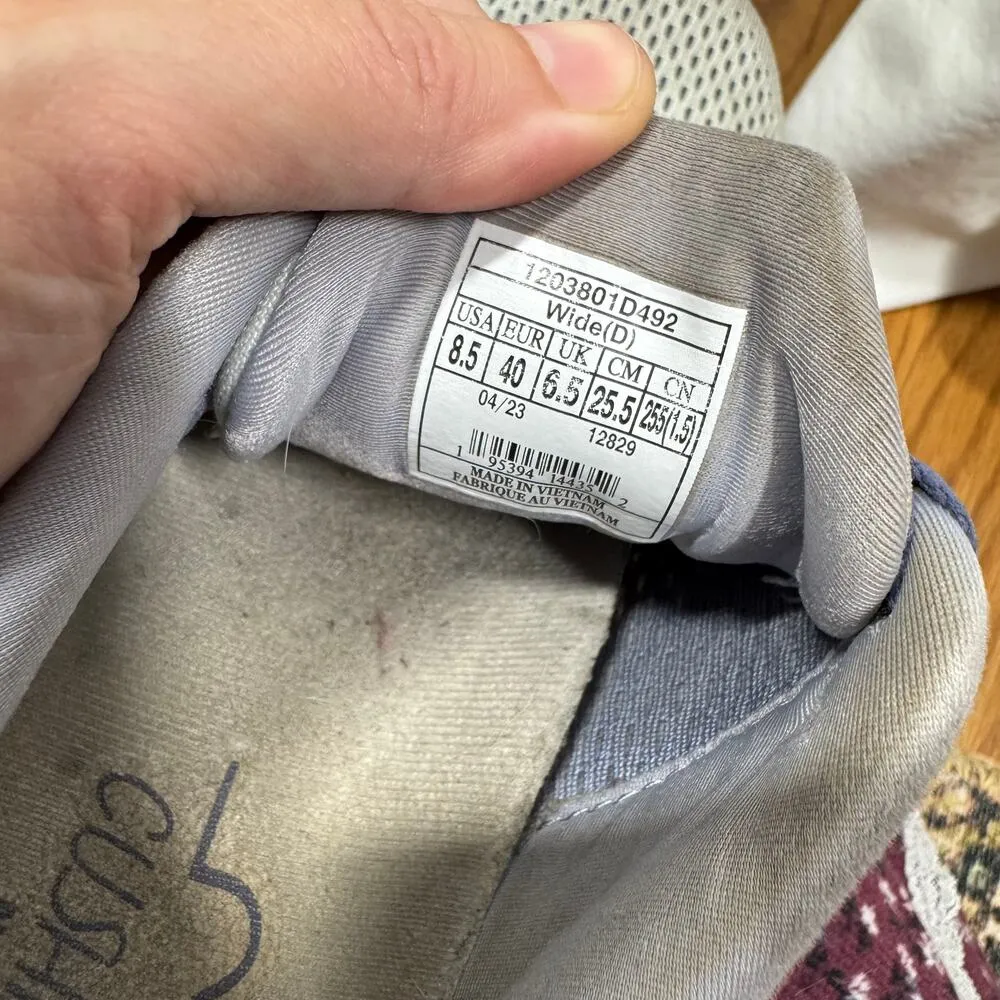 1203801D492
Wide(D)
USA EUR UK CM CN
8.5 40 6.5 25.5 255(1.5)
04/23 12829
1 95394 14435 2
MADE IN VIETNAM
FABRIQUE AU VIETNAM
CUSHI